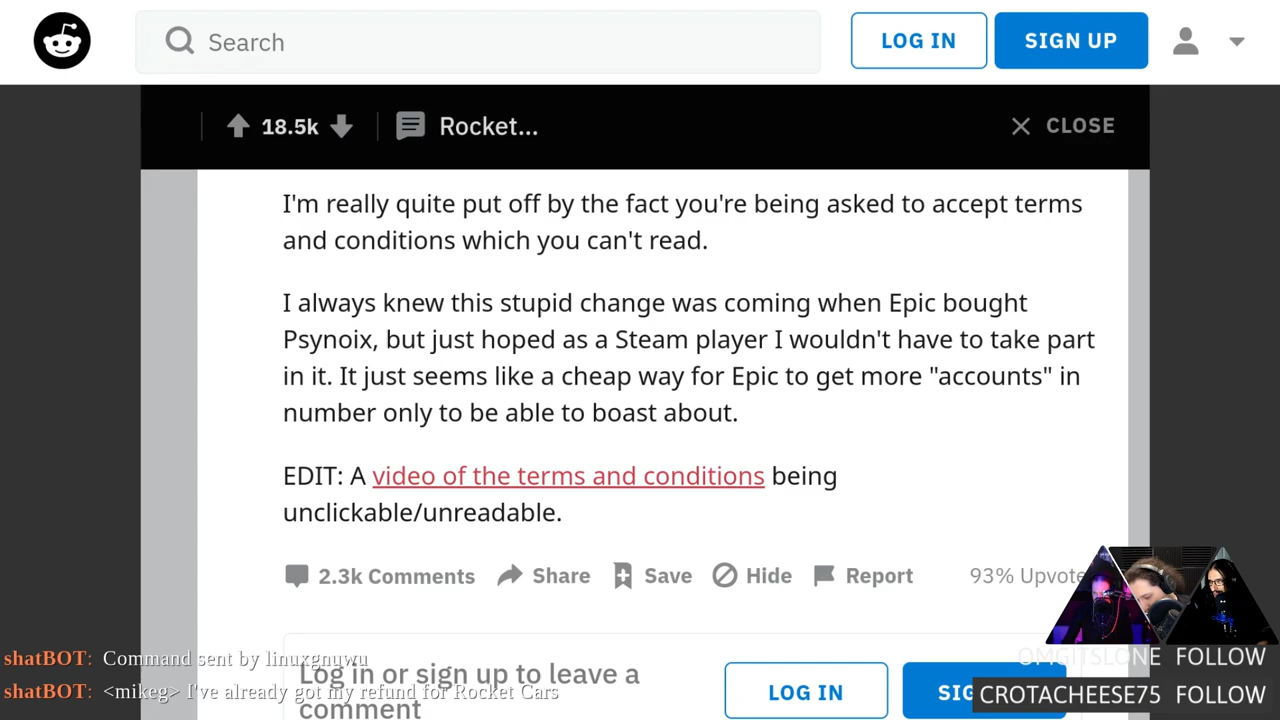 Search
LOG IN
SIGN UP
18.5k
Rocket...
CLOSE
I'm really quite put off by the fact you're being asked to accept terms
and conditions which you can't read.
I always knew this stupid change was coming when Epic bought
Psynoix, but just hoped as a Steam player I wouldn't have to take part
in it. It just seems like a cheap way for Epic to get more "accounts" in
number only to be able to boast about.
EDIT: A video of the terms and conditions being
unclickable/unreadable.
2.3k Comments Share Save Hide Report 93% Upvote
Log in or sign up to leave a
comment
LOG IN
SIG
shatBOT: Command sent by linuxgnuwu
shatBOT: <mikeg> I've already got my refund for Rocket Cars
OMGITSLONE FOLLOW
CROTACHEESE75 FOLLOW